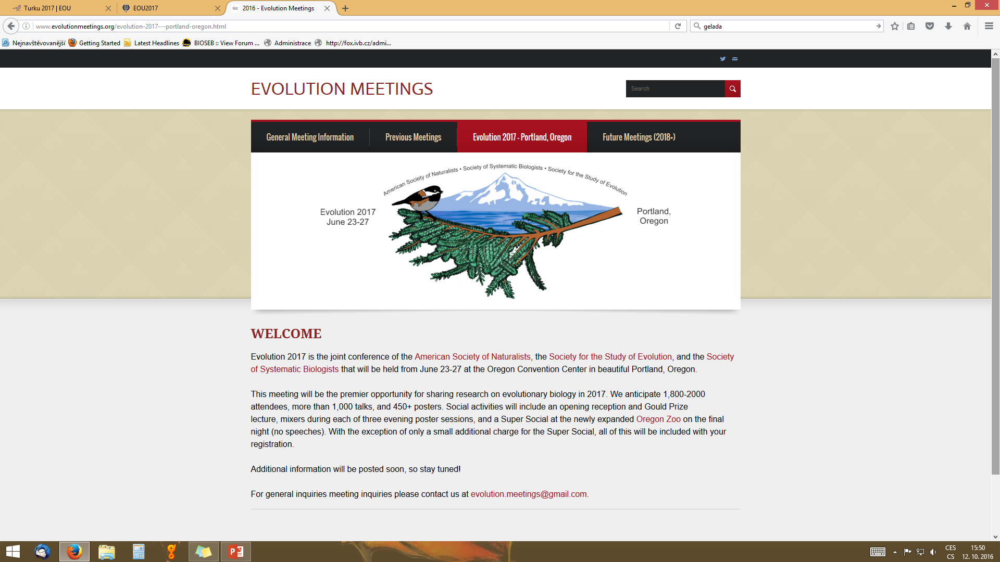 Turku 2017 | EOU
EOU2017
2016 - Evolution Meetings
www.evolutionmeetings.org/evolution-2017---portland-oregon.html
gelada
Nejnavštěvovanější
Getting Started
Latest Headlines
BIOSEB :: View Forum ...
Administrace
http://fox.ivb.cz/admi...
EVOLUTION MEETINGS
Search
General Meeting Information
Previous Meetings
Evolution 2017 - Portland, Oregon
Future Meetings (2018+)
American Society of Naturalists • Society of Systematic Biologists • Society for the Study of Evolution
Evolution 2017
June 23-27
Portland,
Oregon
WELCOME
Evolution 2017 is the joint conference of the American Society of Naturalists, the Society for the Study of Evolution, and the Society
of Systematic Biologists that will be held from June 23-27 at the Oregon Convention Center in beautiful Portland, Oregon.
This meeting will be the premier opportunity for sharing research on evolutionary biology in 2017. We anticipate 1,800-2000
attendees, more than 1,000 talks, and 450+ posters. Social activities will include an opening reception and Gould Prize
lecture, mixers during each of three evening poster sessions, and a Super Social at the newly expanded Oregon Zoo on the final
night (no speeches). With the exception of only a small additional charge for the Super Social, all of this will be included with your
registration.
Additional information will be posted soon, so stay tuned!
For general inquiries meeting inquiries please contact us at evolution.meetings@gmail.com.
CES
CS
15:50
12. 10. 2016